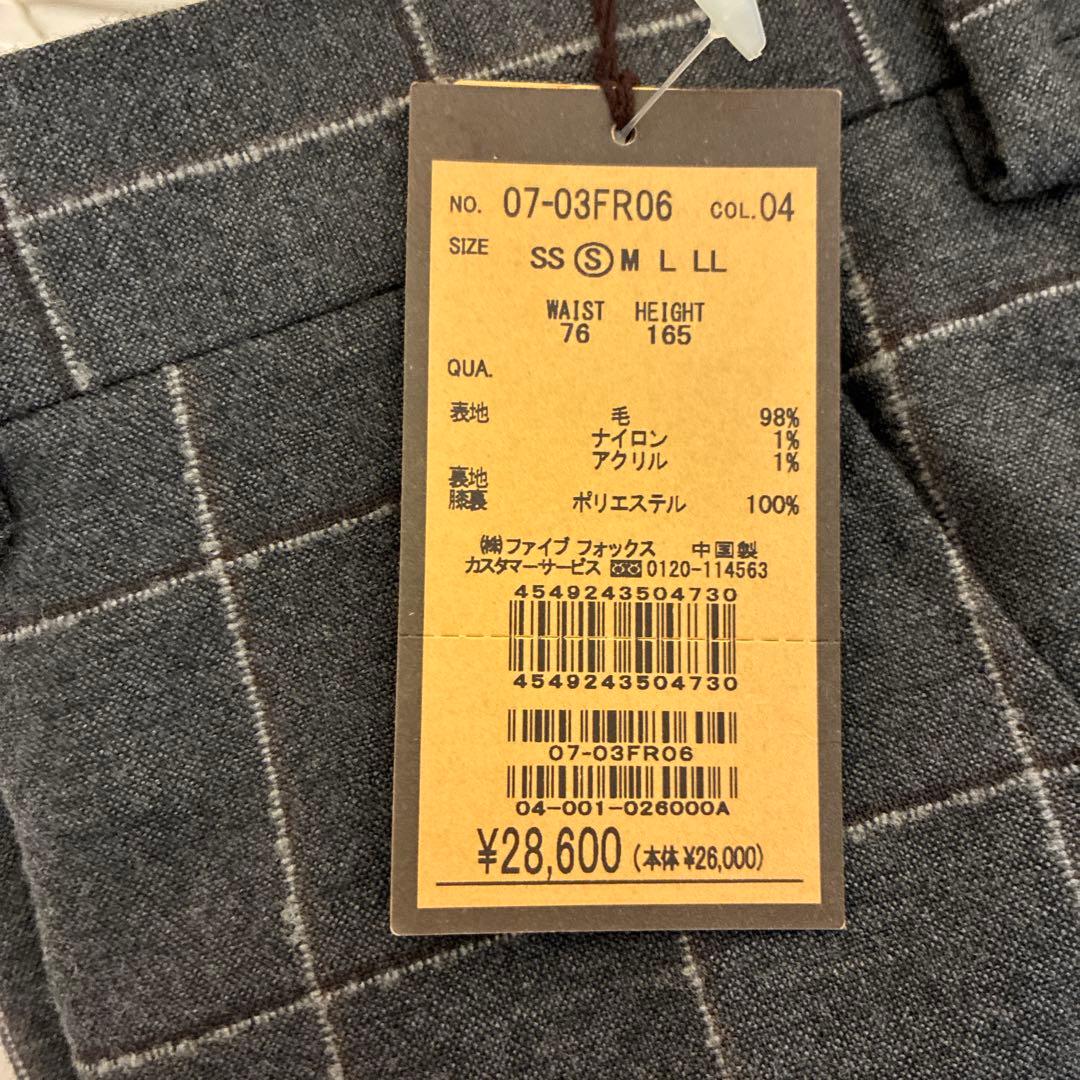 NO. 07-03FR06 COL.04
SIZE SS S M L LL
WAIST HEIGHT
76 165
QUA.
表地 毛 98%
ナイロン 1%
アクリル 1%
裏地
膝裏 ポリエステル 100%
㈱ファイブ フォックス 中国製
カスタマーサービス 0120-114563
4549243504730
4549243504730
07-03FR06
04-001-026000A
¥28,600(本体¥26,000)